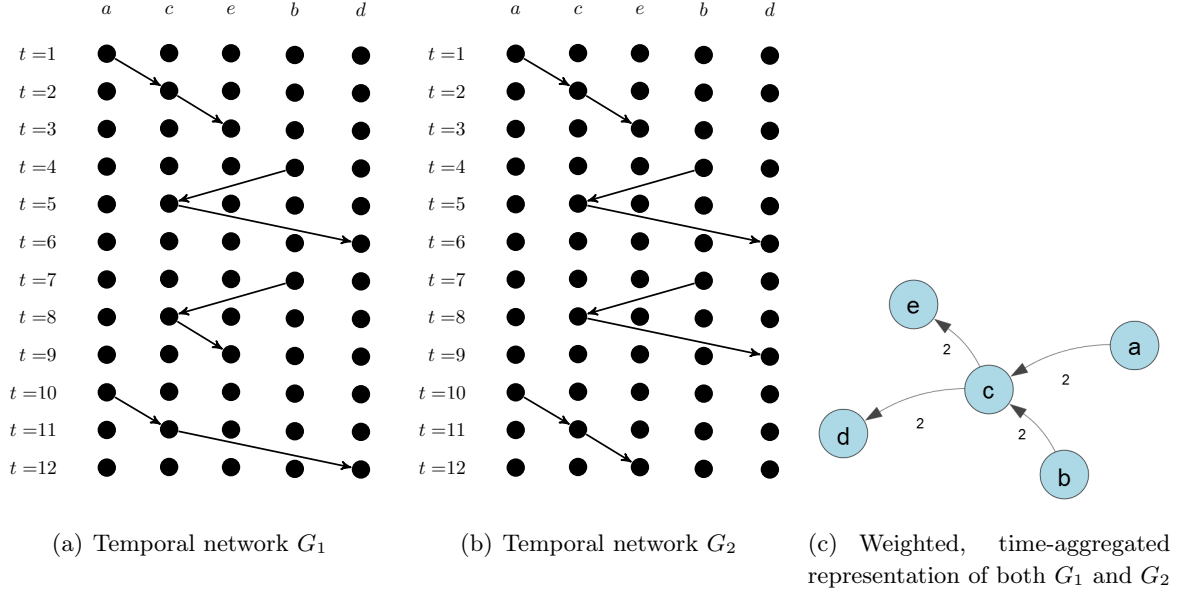 a c e b d
t =1
t =2
t =3
t =4
t =5
t =6
t =7
t =8
t =9
t =10
t =11
t =12
(a) Temporal network G₁
a c e b d
t =1
t =2
t =3
t =4
t =5
t =6
t =7
t =8
t =9
t =10
t =11
t =12
(b) Temporal network G₂
e
a
2
2
c
d
2
2
b
(c) Weighted, time-aggregated
representation of both G₁ and G₂